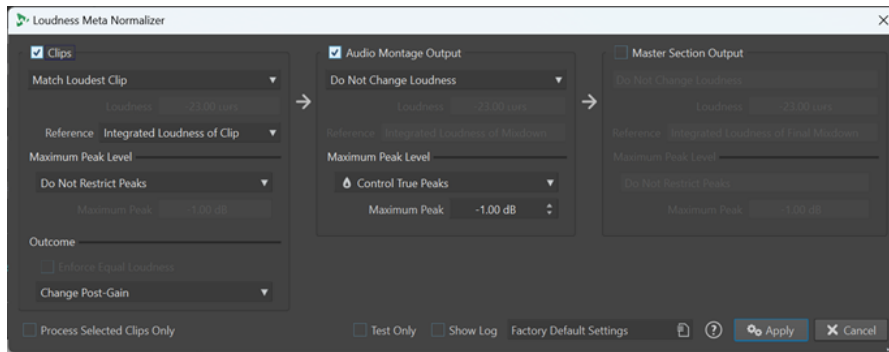 Loudness Meta Normalizer
Clips
Match Loudest Clip
Loudness -23.00 LUFS
Reference Integrated Loudness of Clip
Maximum Peak Level
Do Not Restrict Peaks
Maximum Peak -1.00 dB
Outcome
Enforce Equal Loudness
Change Post-Gain
Audio Montage Output
Do Not Change Loudness
Loudness -23.00 LUFS
Reference Integrated Loudness of Mixdown
Maximum Peak Level
Control True Peaks
Maximum Peak -1.00 dB
Master Section Output
Do Not Change Loudness
Loudness -23.00 LUFS
Reference Integrated Loudness of Final Mixdown
Maximum Peak Level
Do Not Restrict Peaks
Maximum Peak -1.00 dB
Process Selected Clips Only
Test Only Show Log Factory Default Settings ? Apply Cancel